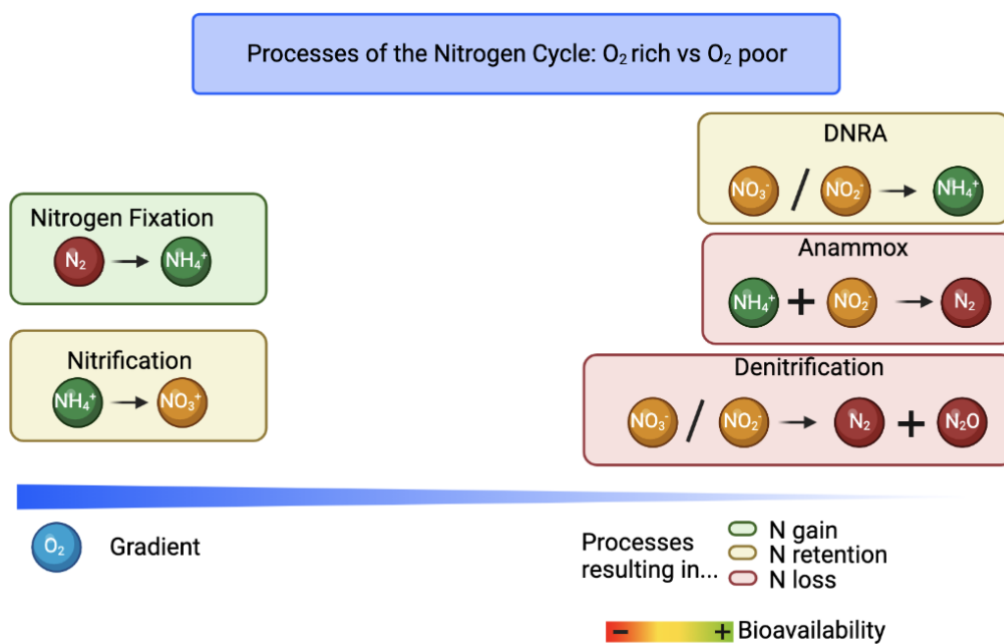 Processes of the Nitrogen Cycle: O₂ rich vs O₂ poor
DNRA
NO₃⁻ / NO₂⁻ → NH₄⁺
Nitrogen Fixation
N₂ → NH₄⁺
Anammox
NH₄⁺ + NO₂⁻ → N₂
Nitrification
NH₄⁺ → NO₃⁺
Denitrification
NO₃⁻ / NO₂⁻ → N₂ + N₂O
O₂ Gradient
Processes
resulting in...
N gain
N retention
N loss
− + Bioavailability